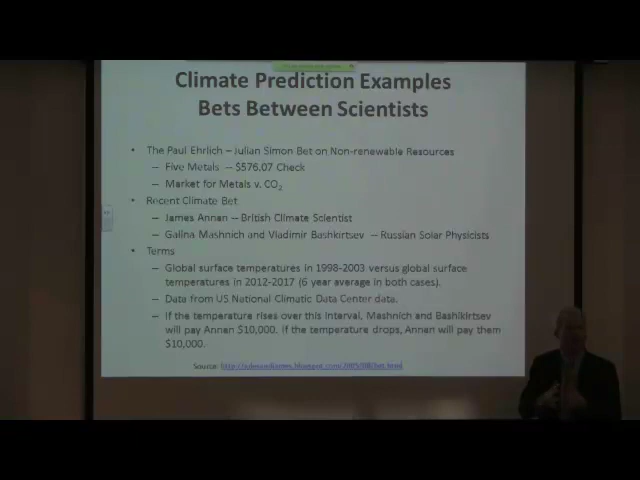 Climate Prediction Examples
Bets Between Scientists
• The Paul Ehrlich – Julian Simon Bet on Non-renewable Resources
– Five Metals – $576.07 Check
– Market for Metals v. CO2
• Recent Climate Bet
– James Annan – British Climate Scientist
– Galina Mashnich and Vladimir Bashkirtsev – Russian Solar Physicists
• Terms
– Global surface temperatures in 1998-2003 versus global surface
temperatures in 2012-2017 (6 year average in both cases).
– Data from US National Climatic Data Center data.
– If the temperature rises over this interval, Mashnich and Bashkirtsev
will pay Annan $10,000. If the temperature drops, Annan will pay them
$10,000.
Source: